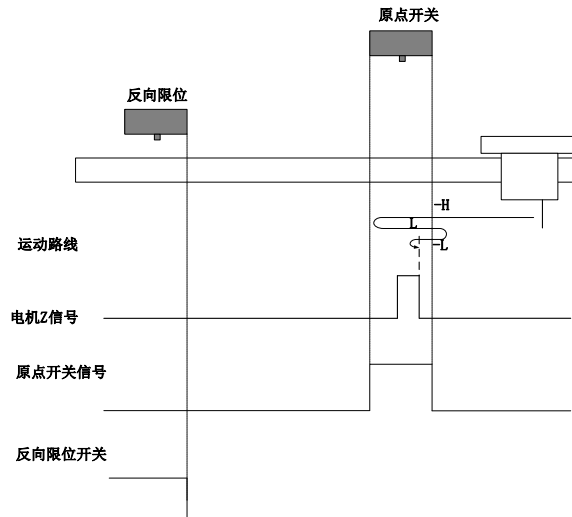 原点开关
反向限位
-H
L
-L
运动路线
电机Z信号
原点开关信号
反向限位开关